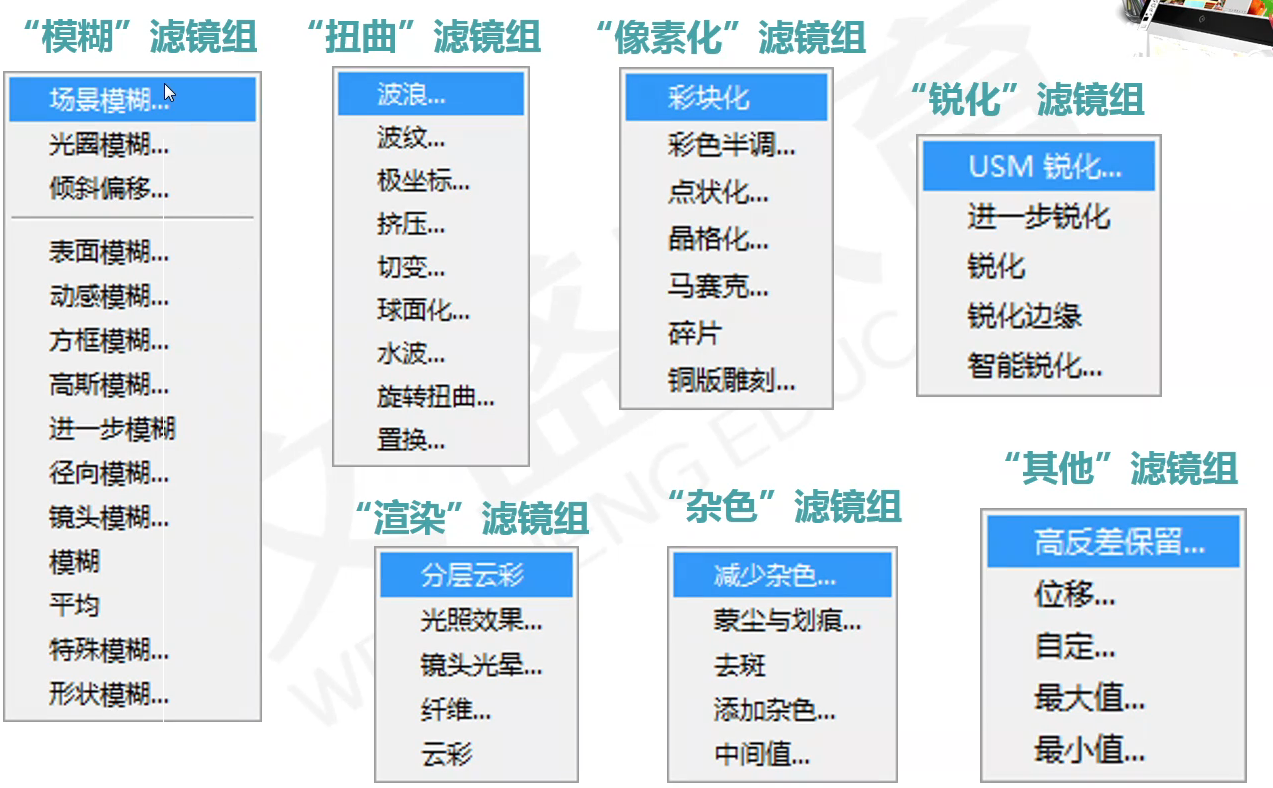 “模糊”滤镜组
场景模糊...
光圈模糊...
倾斜偏移...
表面模糊...
动感模糊...
方框模糊...
高斯模糊...
进一步模糊
径向模糊...
镜头模糊...
模糊
平均
特殊模糊...
形状模糊...
“扭曲”滤镜组
波浪...
波纹...
极坐标...
挤压...
切变...
球面化...
水波...
旋转扭曲...
置换...
“像素化”滤镜组
彩块化
彩色半调...
点状化...
晶格化...
马赛克...
碎片
铜版雕刻...
“锐化”滤镜组
USM 锐化...
进一步锐化
锐化
锐化边缘
智能锐化...
“渲染”滤镜组
分层云彩
光照效果...
镜头光晕...
纤维...
云彩
“杂色”滤镜组
减少杂色...
蒙尘与划痕...
去斑
添加杂色...
中间值...
“其他”滤镜组
高反差保留...
位移...
自定...
最大值...
最小值...